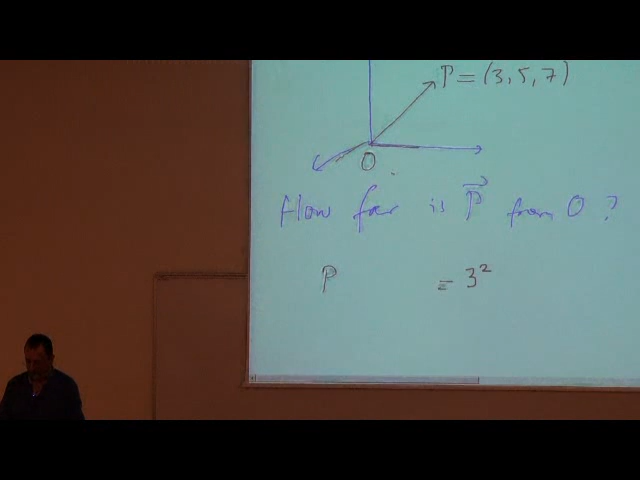 P = (3, 5, 7)
O
How far is P⃗ from O ?
P = 3²